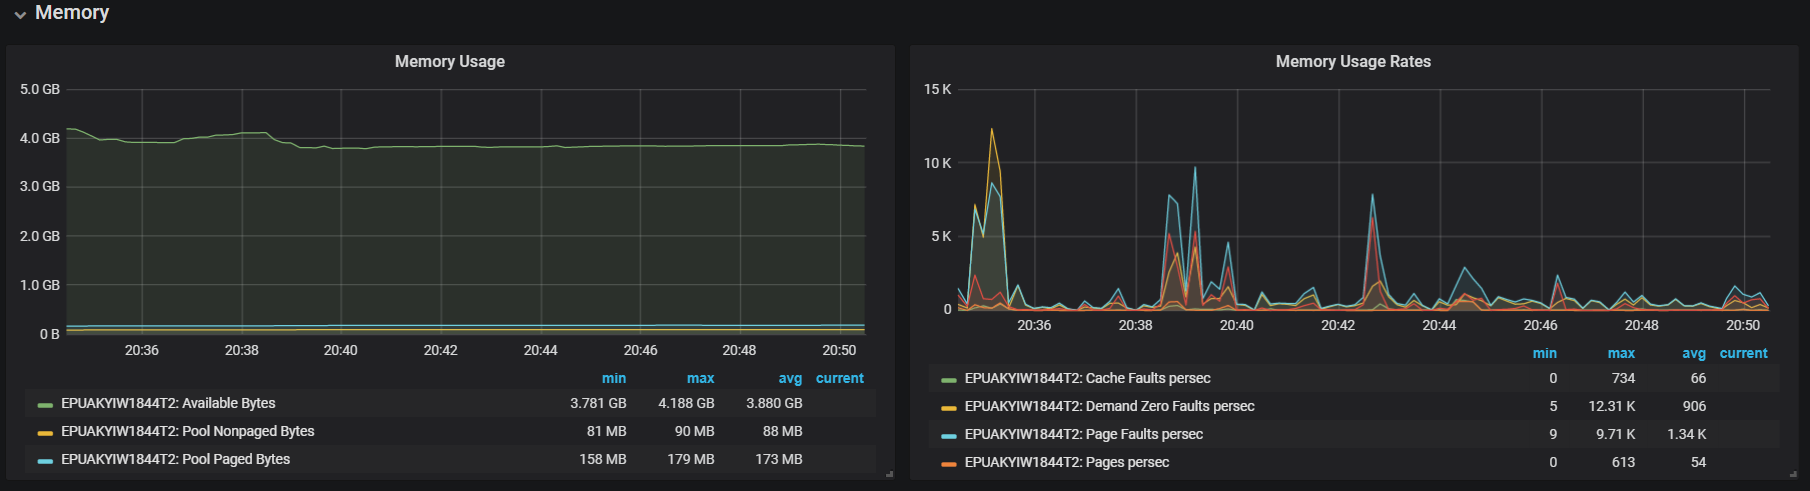 Memory
Memory Usage
5.0 GB
4.0 GB
3.0 GB
2.0 GB
1.0 GB
0 B
20:36 20:38 20:40 20:42 20:44 20:46 20:48 20:50
min max avg current
EPUAKYIW1844T2: Available Bytes 3.781 GB 4.188 GB 3.880 GB
EPUAKYIW1844T2: Pool Nonpaged Bytes 81 MB 90 MB 88 MB
EPUAKYIW1844T2: Pool Paged Bytes 158 MB 179 MB 173 MB
Memory Usage Rates
15 K
10 K
5 K
0
20:36 20:38 20:40 20:42 20:44 20:46 20:48 20:50
min max avg current
EPUAKYIW1844T2: Cache Faults persec 0 734 66
EPUAKYIW1844T2: Demand Zero Faults persec 5 12.31 K 906
EPUAKYIW1844T2: Page Faults persec 9 9.71 K 1.34 K
EPUAKYIW1844T2: Pages persec 0 613 54